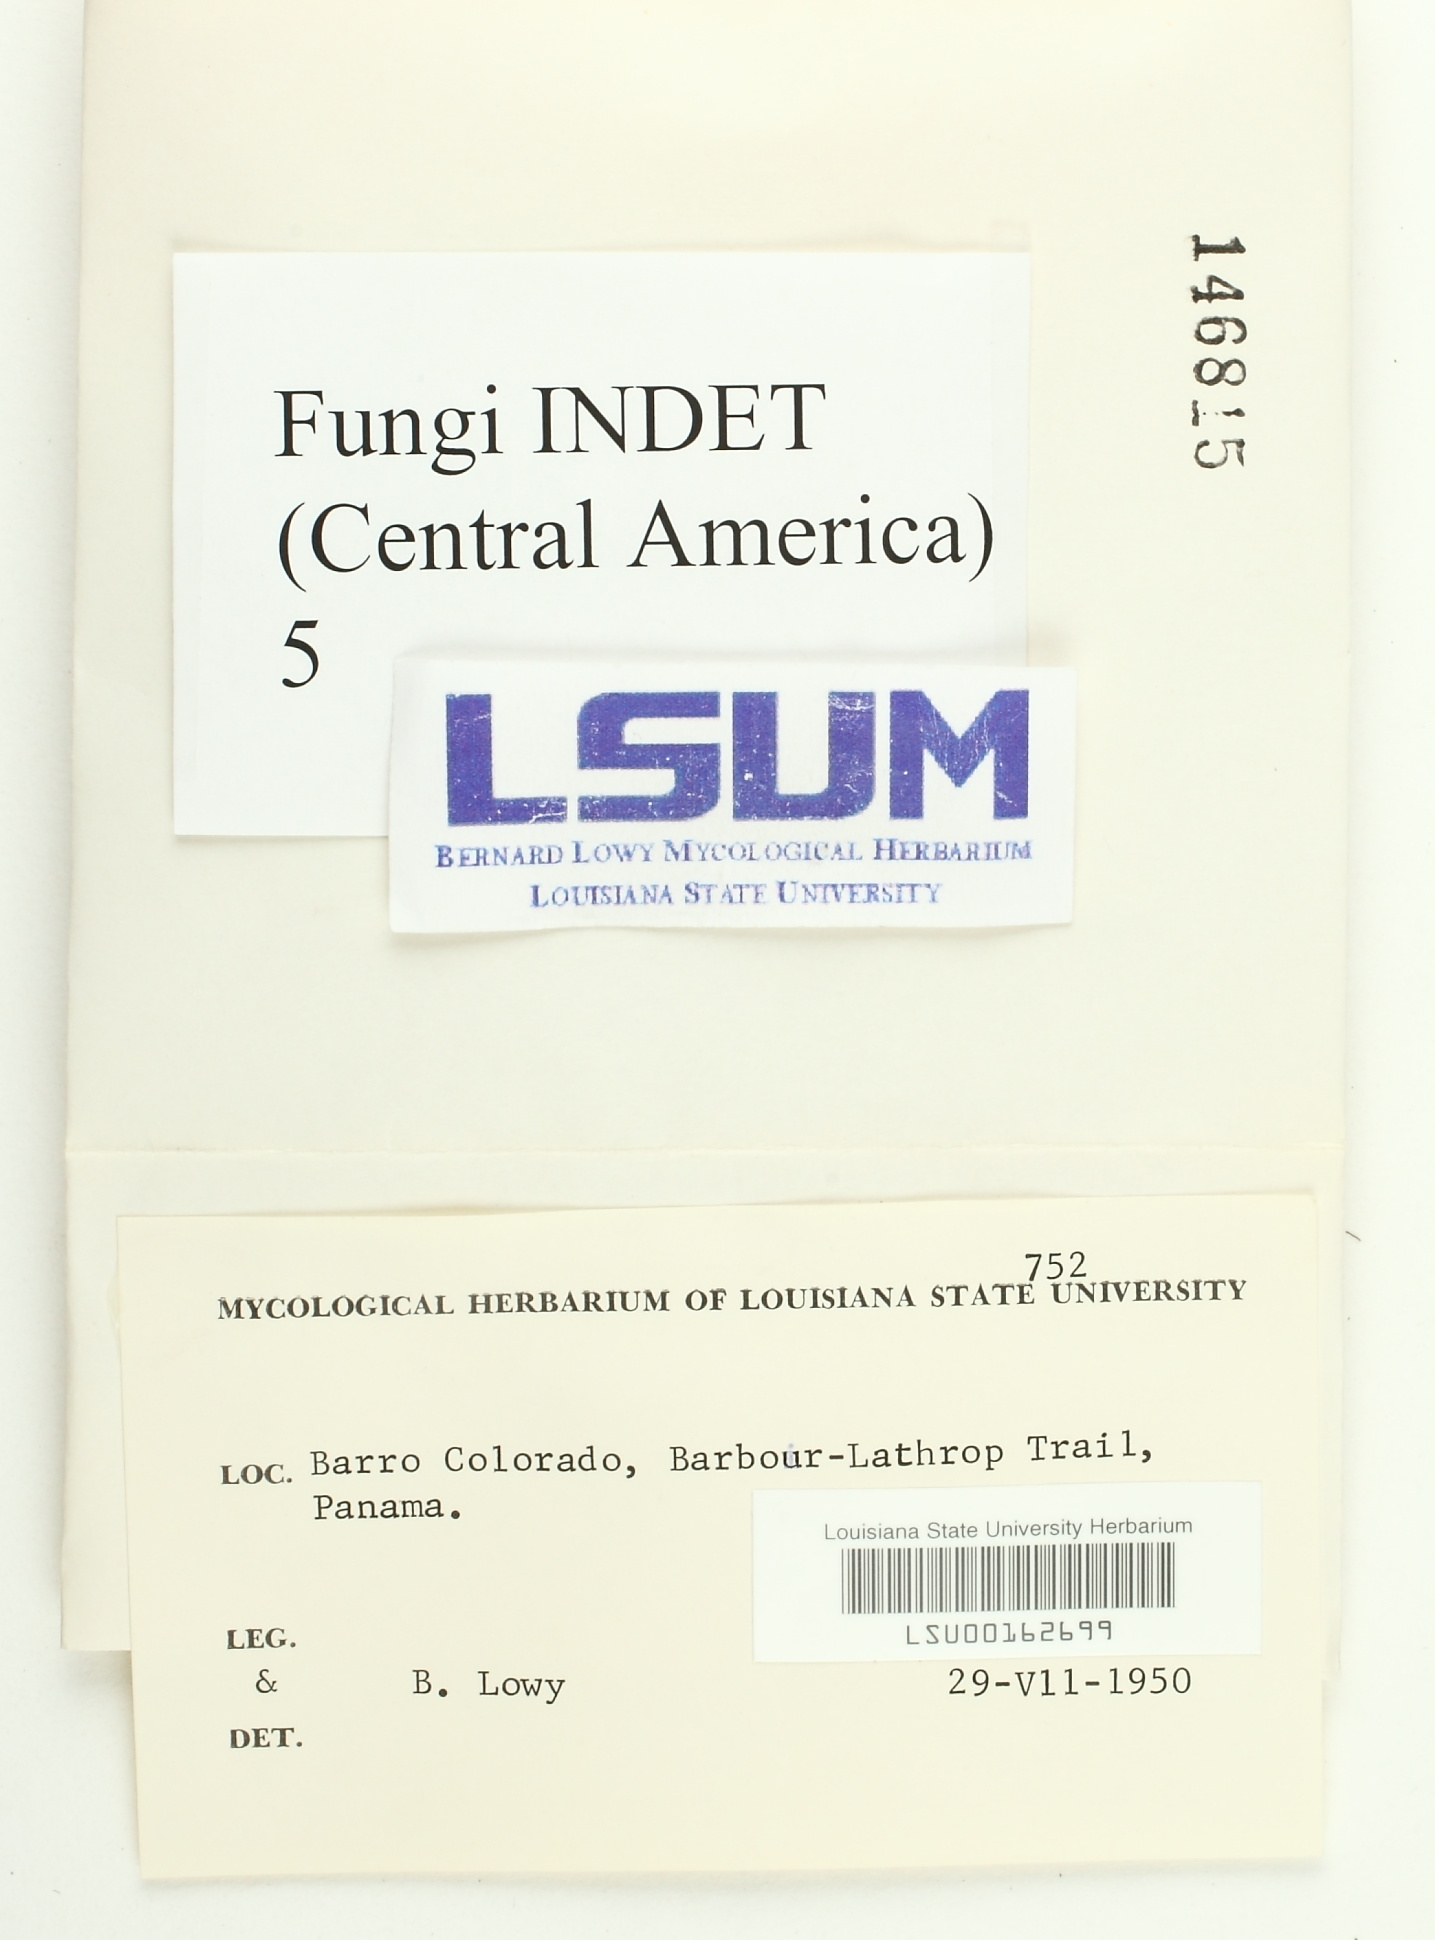 146815
Fungi INDET
(Central America)
5
LSUM
BERNARD LOWY MYCOLOGICAL HERBARIUM
LOUISIANA STATE UNIVERSITY
752
MYCOLOGICAL HERBARIUM OF LOUISIANA STATE UNIVERSITY
LOC. Barro Colorado, Barbour-Lathrop Trail,
Panama.
Louisiana State University Herbarium
LSU00162699
LEG.
& B. Lowy 29-V11-1950
DET.